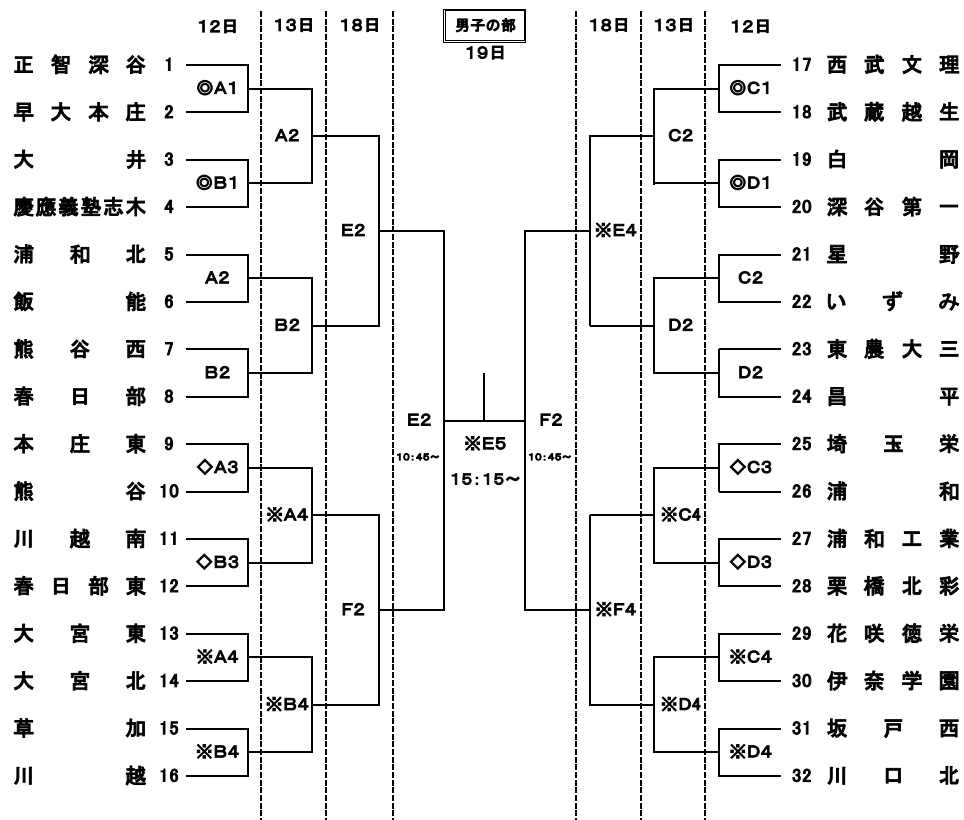 男子の部
12日 13日 18日 19日 18日 13日 12日
正智深谷 1
◎A1
早大本庄 2
A2
大井 3
◎B1
慶應義塾志木 4
E2
浦和北 5
A2
飯能 6
B2
熊谷西 7
B2
春日部 8
E2
10:45~
本庄東 9
◇A3
熊谷 10
※A4
川越南 11
◇B3
春日部東 12
F2
大宮東 13
※A4
大宮北 14
※B4
草加 15
※B4
川越 16
※E5
15:15~
17 西武文理
◎C1
18 武蔵越生
C2
19 白岡
◎D1
20 深谷第一
※E4
21 星野
C2
22 いずみ
D2
23 東農大三
D2
24 昌平
F2
10:45~
25 埼玉栄
◇C3
26 浦和
※C4
27 浦和工業
◇D3
28 栗橋北彩
※F4
29 花咲徳栄
※C4
30 伊奈学園
※D4
31 坂戸西
※D4
32 川口北